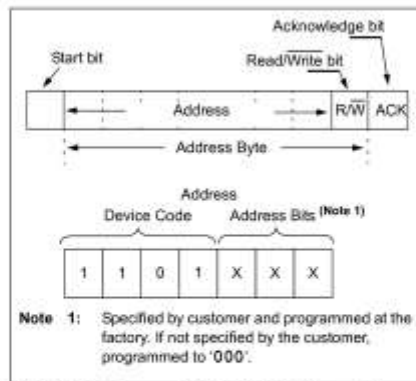 Acknowledge bit
Start bit
Read/Write bit
Address
R/W
ACK
Address Byte
Address
Device Code
Address Bits (Note 1)
1 1 0 1 X X X
Note 1: Specified by customer and programmed at the
factory. If not specified by the customer,
programmed to '000'.